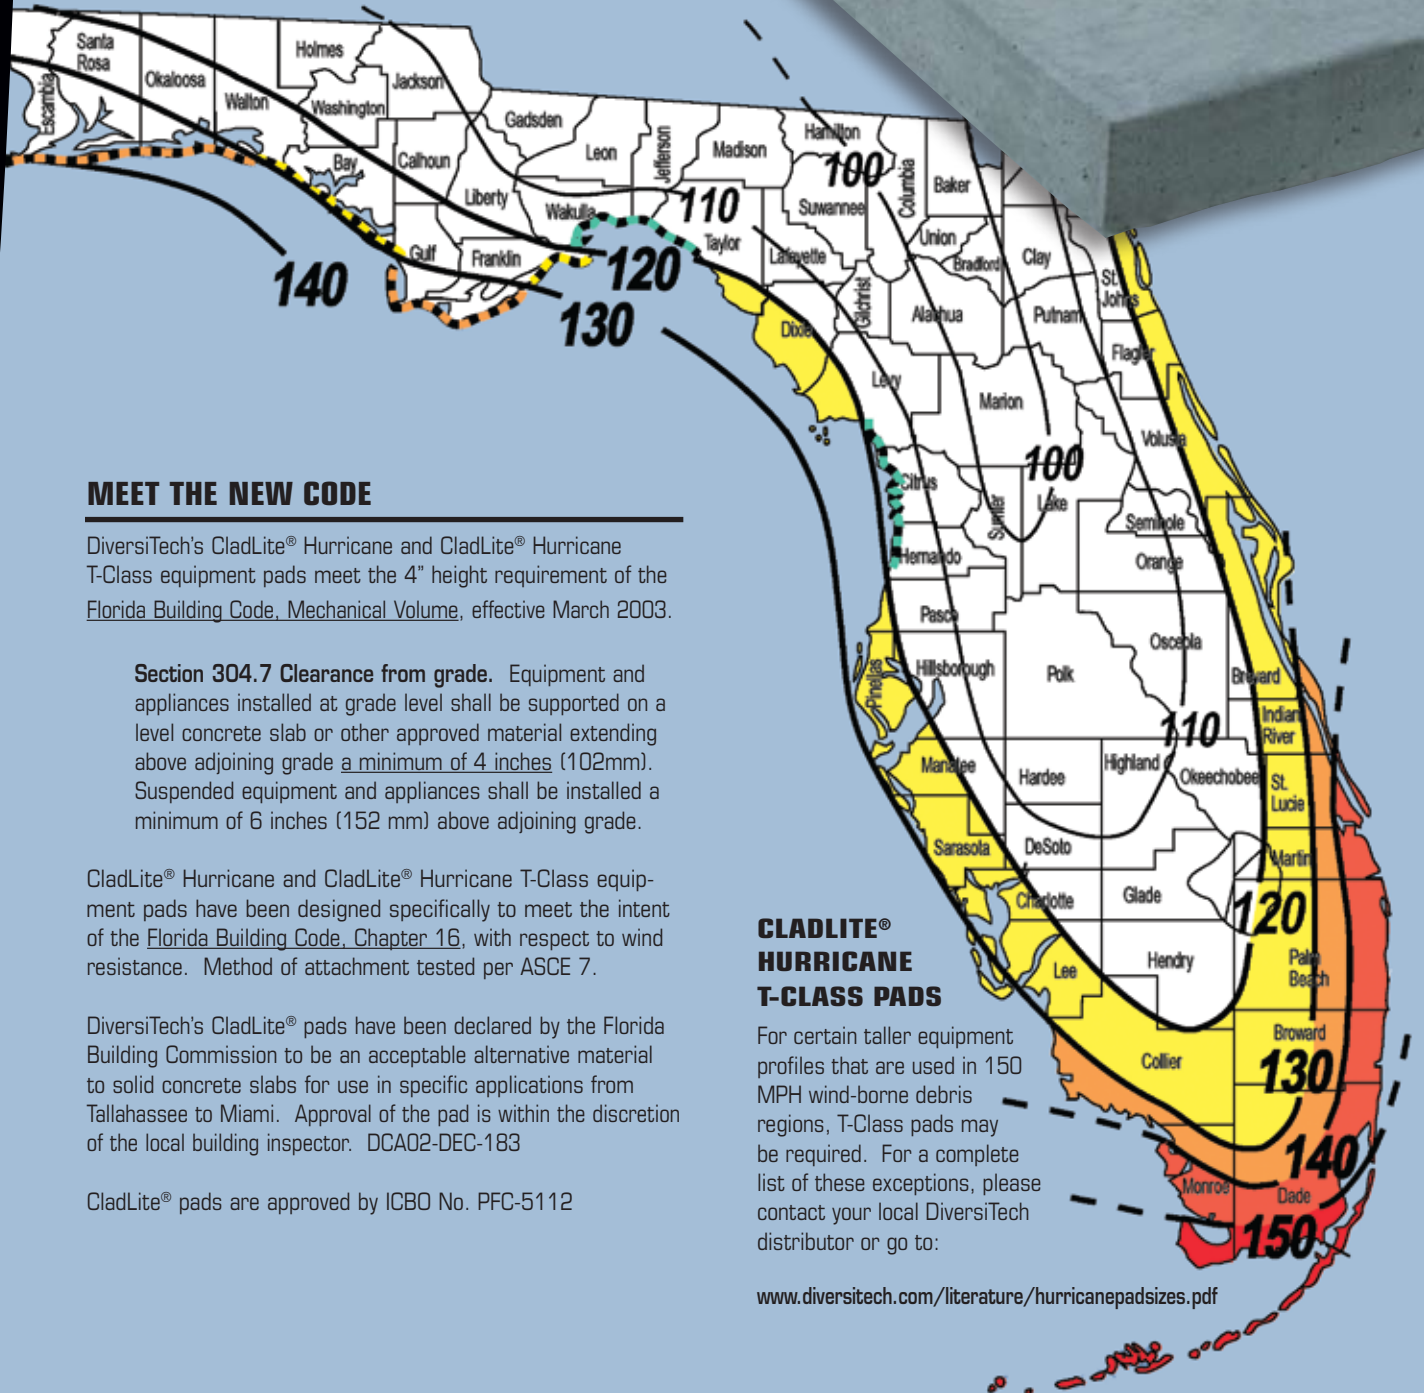 Santa
Rosa
Escambia
Okaloosa
Walton
Holmes
Washington
Jackson
Bay
Calhoun
Gulf
Liberty
Franklin
Gadsden
Leon
Wakulla
Jefferson
Madison
Taylor
Hamilton
Suwannee
Columbia
Lafayette
Baker
Union
Bradford
Clay
St.
Johns
Gilchrist
Alachua
Putnam
Dixie
Flagler
Levy
Marion
Volusia
Citrus
Sumter
Lake
Seminole
Hernando
Orange
Pasco
Osceola
Hillsborough
Polk
Brevard
Pinellas
Indian
River
Manatee
Hardee
Highland
Okeechobee
St.
Lucie
Sarasota
DeSoto
Martin
Charlotte
Glade
Lee
Hendry
Palm
Beach
Collier
Broward
Monroe
Dade
140
130
120
110
100
100
110
120
130
140
150
MEET THE NEW CODE
DiversiTech's CladLite® Hurricane and CladLite® Hurricane
T-Class equipment pads meet the 4" height requirement of the
Florida Building Code, Mechanical Volume, effective March 2003.
Section 304.7 Clearance from grade. Equipment and
appliances installed at grade level shall be supported on a
level concrete slab or other approved material extending
above adjoining grade a minimum of 4 inches (102mm).
Suspended equipment and appliances shall be installed a
minimum of 6 inches (152 mm) above adjoining grade.
CladLite® Hurricane and CladLite® Hurricane T-Class equip-
ment pads have been designed specifically to meet the intent
of the Florida Building Code, Chapter 16, with respect to wind
resistance. Method of attachment tested per ASCE 7.
DiversiTech's CladLite® pads have been declared by the Florida
Building Commission to be an acceptable alternative material
to solid concrete slabs for use in specific applications from
Tallahassee to Miami. Approval of the pad is within the discretion
of the local building inspector. DCA02-DEC-183
CladLite® pads are approved by ICBO No. PFC-5112
CLADLITE®
HURRICANE
T-CLASS PADS
For certain taller equipment
profiles that are used in 150
MPH wind-borne debris
regions, T-Class pads may
be required. For a complete
list of these exceptions, please
contact your local DiversiTech
distributor or go to:
www.diversitech.com/literature/hurricanepadsizes.pdf